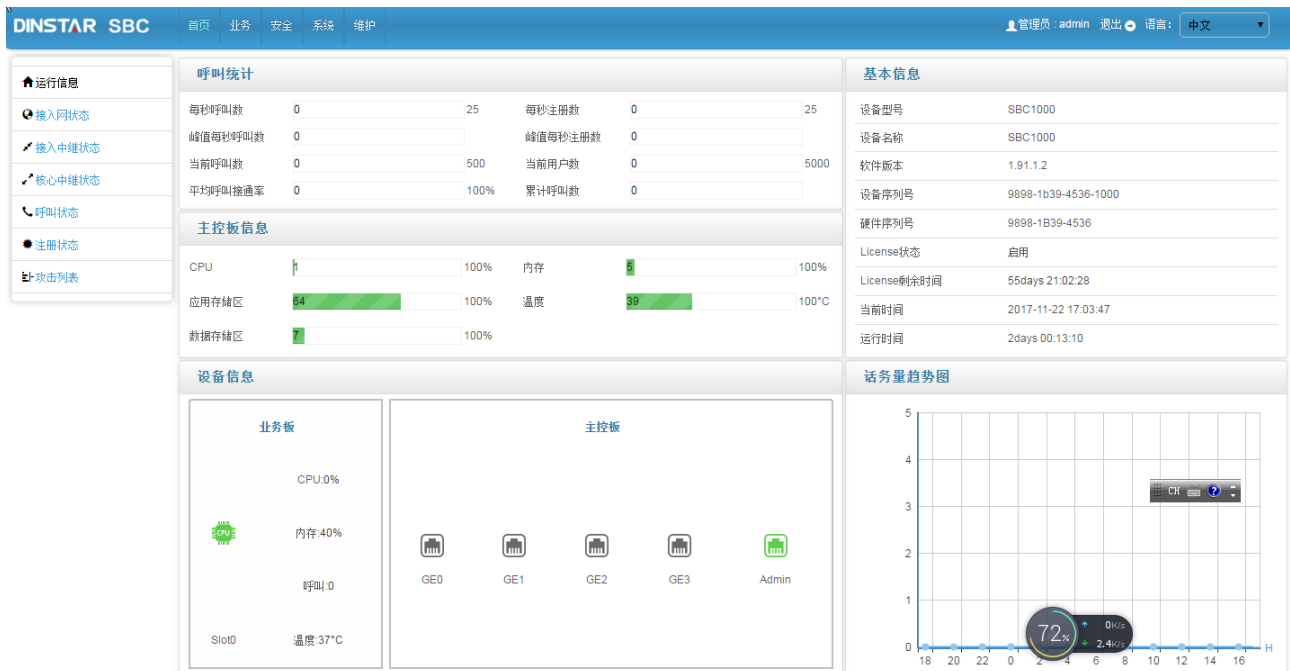 DINSTAR SBC 首页 业务 安全 系统 维护 管理员 : admin 退出 语言： 中文
运行信息
接入网状态
接入中继状态
核心中继状态
呼叫状态
注册状态
攻击列表
呼叫统计
每秒呼叫数 0 25 每秒注册数 0 25
峰值每秒呼叫数 0 峰值每秒注册数 0
当前呼叫数 0 500 当前用户数 0 5000
平均呼叫接通率 0 100% 累计呼叫数 0
主控板信息
CPU 1 100% 内存 5 100%
应用存储区 64 100% 温度 39 100°C
数据存储区 7 100%
设备信息
业务板
CPU:0%
CPU
内存:40%
呼叫:0
Slot0 温度:37°C
主控板
GE0 GE1 GE2 GE3 Admin
基本信息
设备型号 SBC1000
设备名称 SBC1000
软件版本 1.91.1.2
设备序列号 9898-1b39-4536-1000
硬件序列号 9898-1B39-4536
License状态 启用
License剩余时间 55days 21:02:28
当前时间 2017-11-22 17:03:47
运行时间 2days 00:13:10
话务量趋势图
5
4
CH ?
3
2
1
72% 0K/s
2.4K/s
0 H
18 20 22 0 2 4 6 8 10 12 14 16